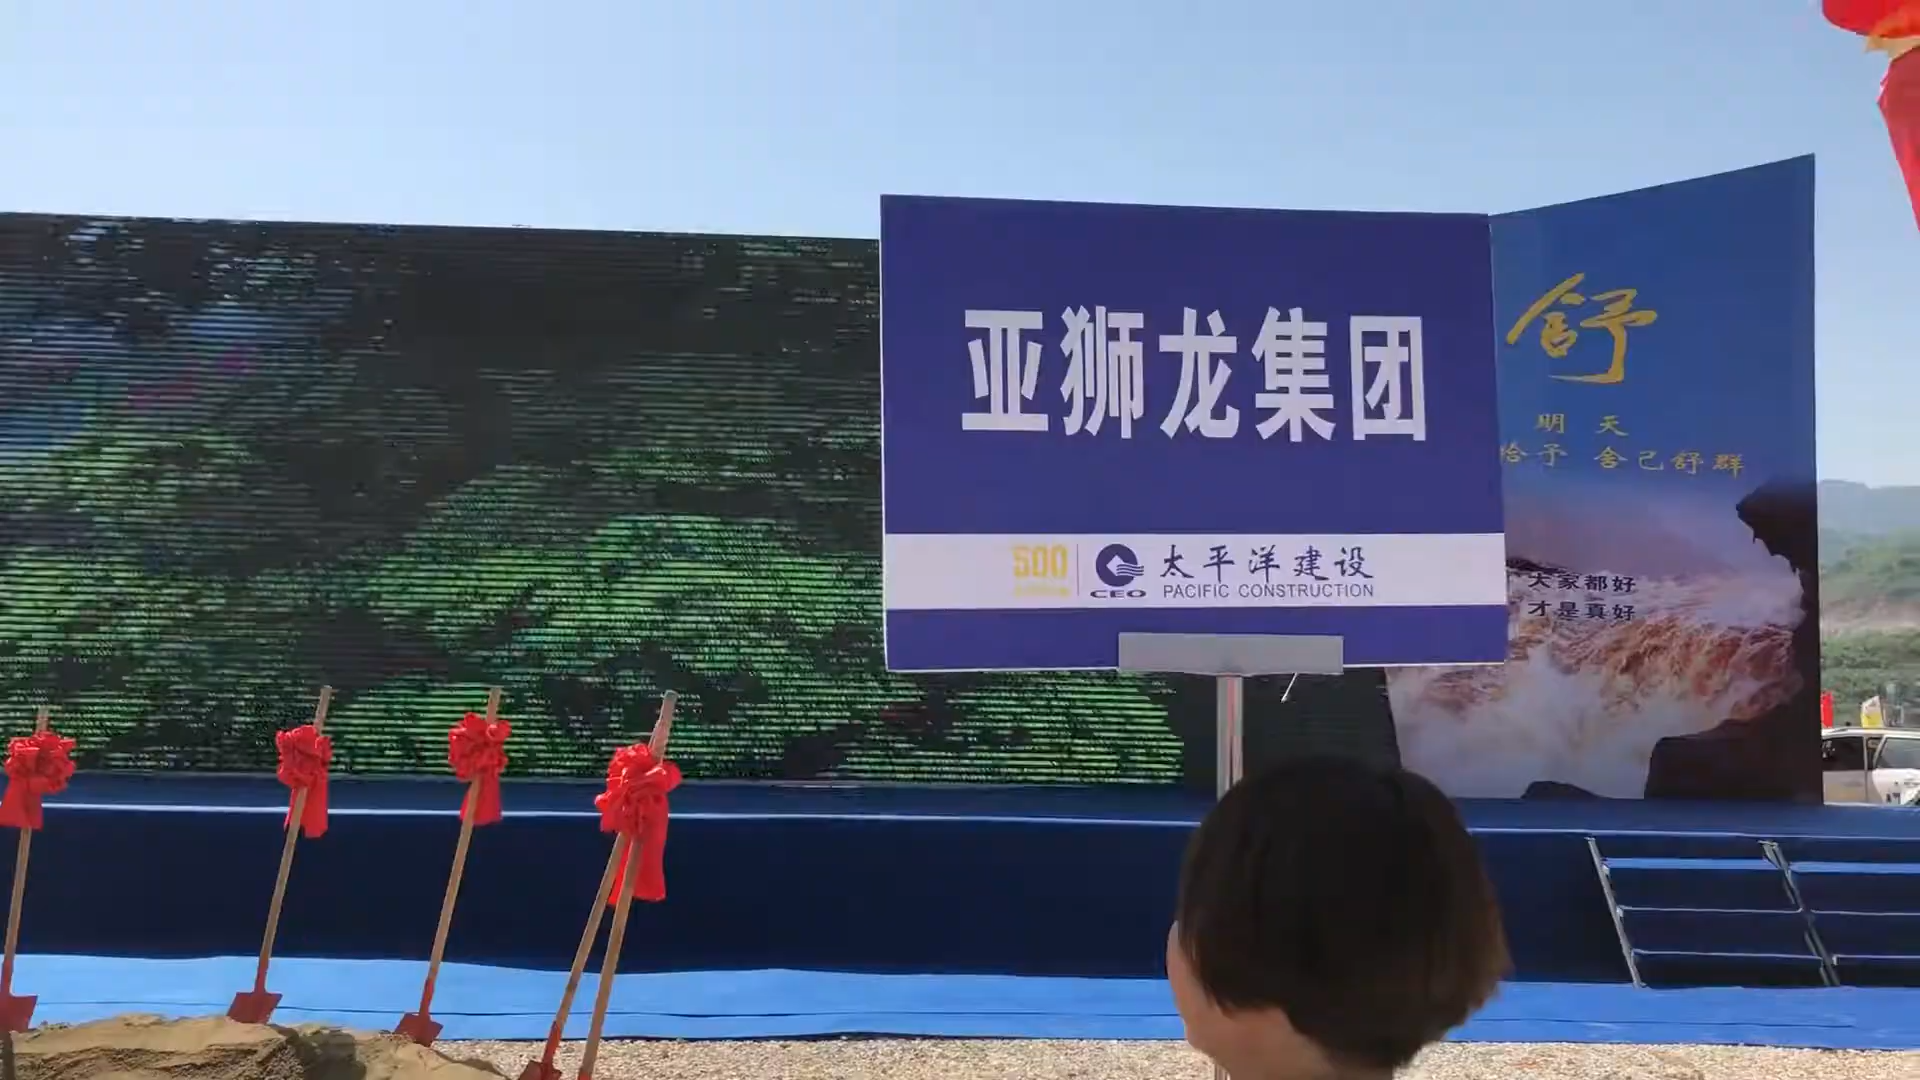 亚狮龙集团
500
CEO
太平洋建设
PACIFIC CONSTRUCTION
舒
明天
给予 舍己舒群
大家都好
才是真好